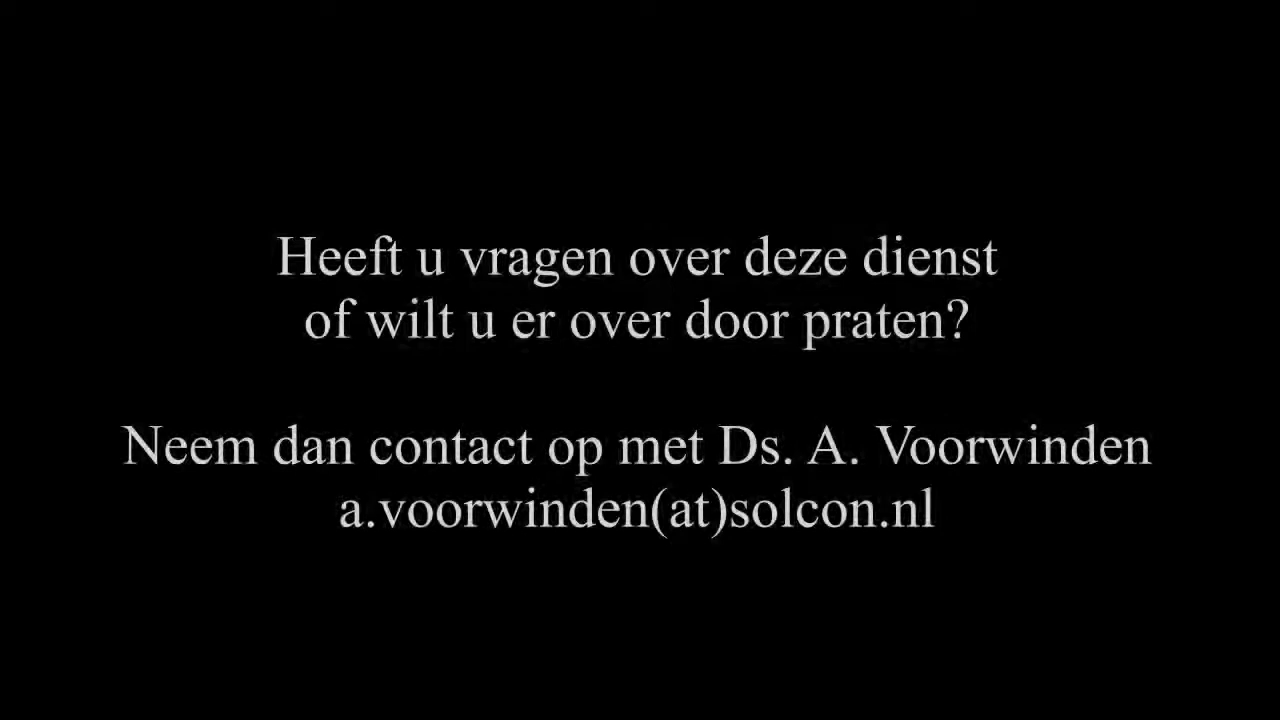 Heeft u vragen over deze dienst
of wilt u er over door praten?
Neem dan contact op met Ds. A. Voorwinden
a.voorwinden(at)solcon.nl